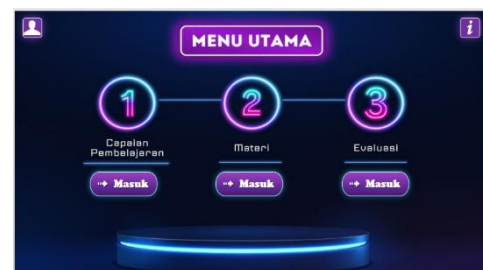 MENU UTAMA
i
1
2
3
Capaian
Pembelajaran
Materi
Evaluasi
Masuk
Masuk
Masuk